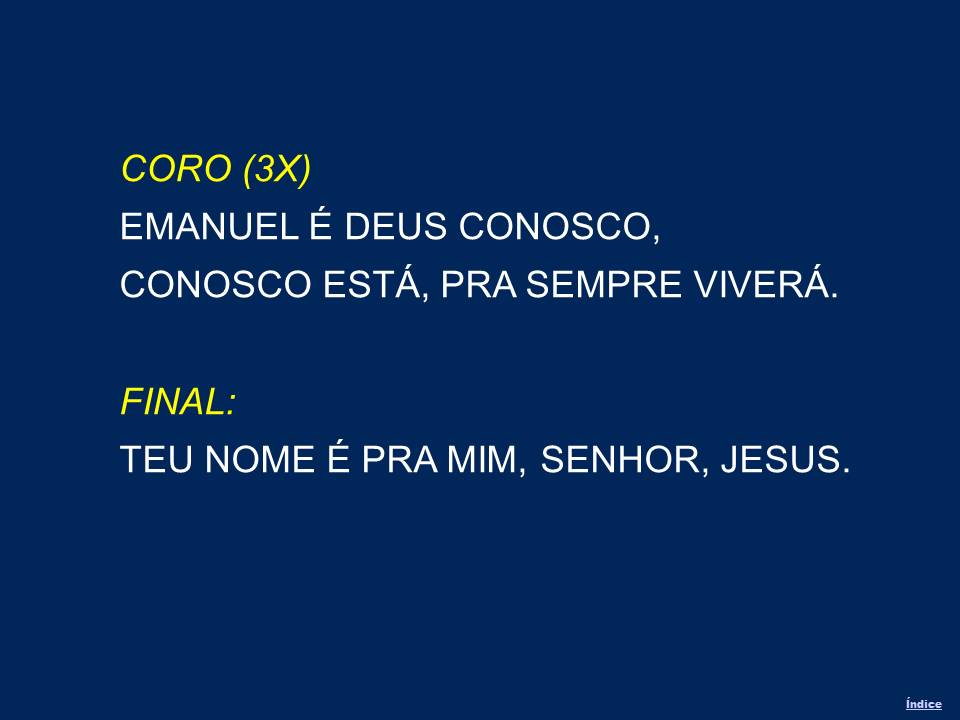 CORO (3X)
EMANUEL É DEUS CONOSCO,
CONOSCO ESTÁ, PRA SEMPRE VIVERÁ.
FINAL:
TEU NOME É PRA MIM, SENHOR, JESUS.
Índice